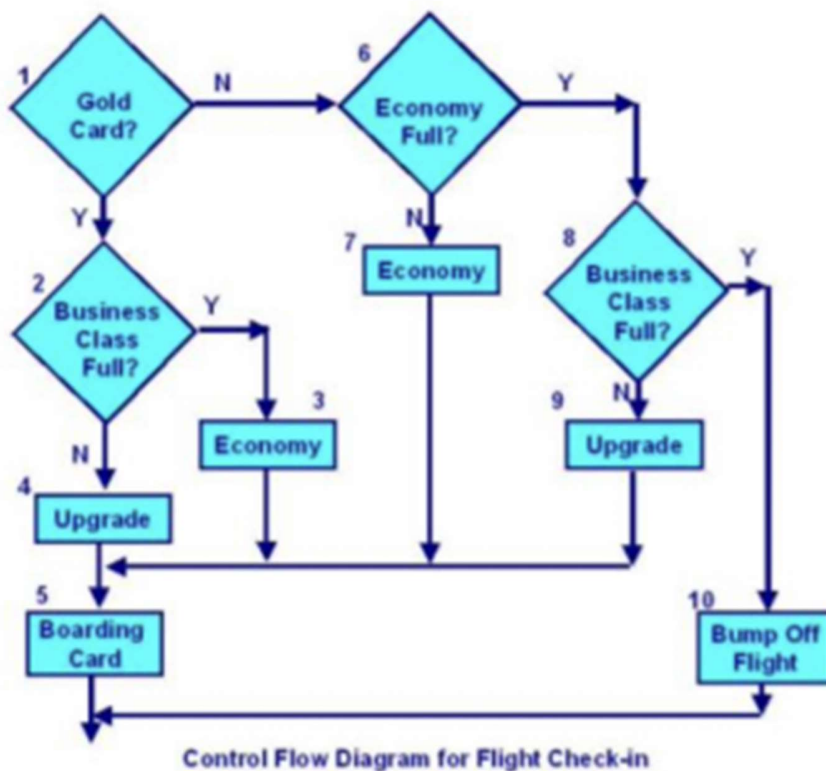 1
Gold
Card?
N
Y
6
Economy
Full?
Y
N
2
Business
Class
Full?
Y
N
3
Economy
4
Upgrade
5
Boarding
Card
7
Economy
8
Business
Class
Full?
Y
N
9
Upgrade
10
Bump Off
Flight
Control Flow Diagram for Flight Check-in